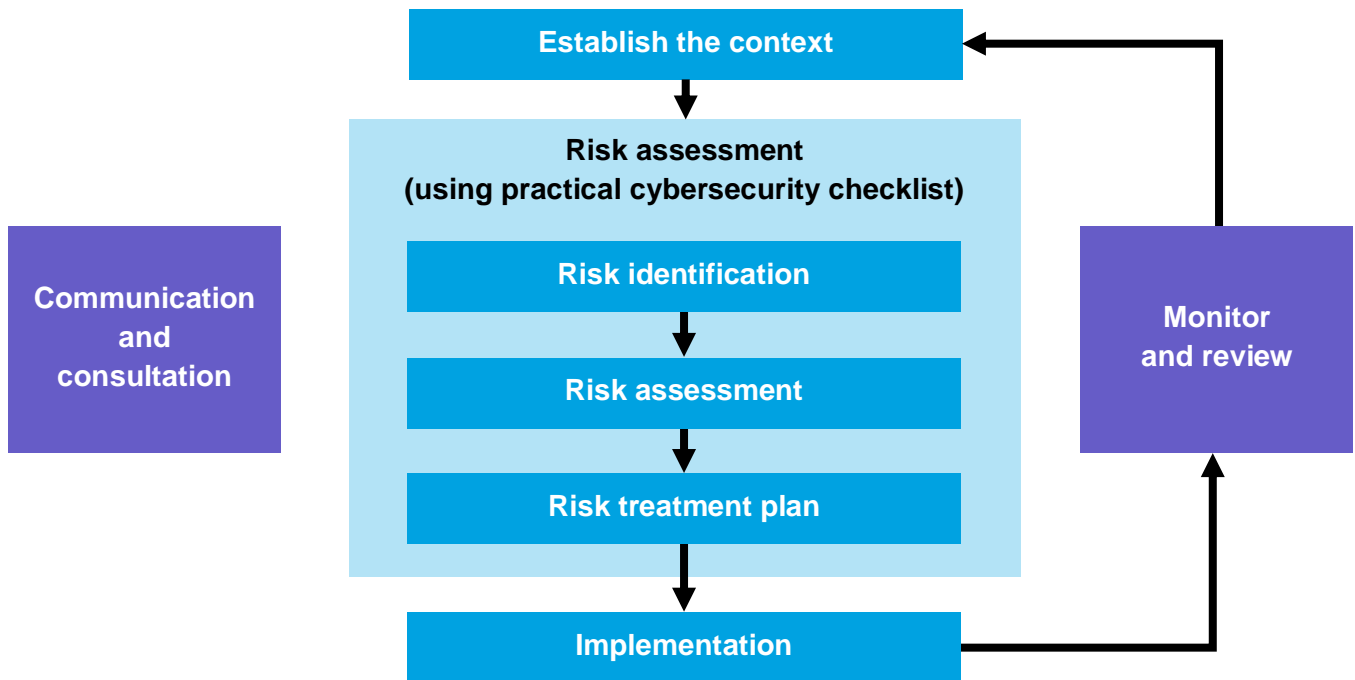 Establish the context
Risk assessment
(using practical cybersecurity checklist)
Risk identification
Risk assessment
Risk treatment plan
Implementation
Communication
and
consultation
Monitor
and review